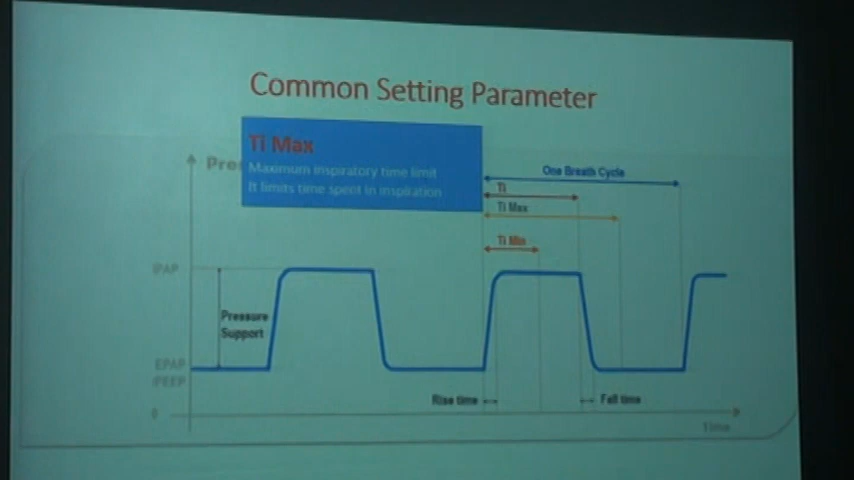 Common Setting Parameter
Ti Max
Maximum inspiratory time limit
It limits time spent in inspiration
Pres
One Breath Cycle
Ti
Ti Max
Ti Min
IPAP
Pressure
Support
EPAP
/PEEP
Rise time
Fall time
0
Time